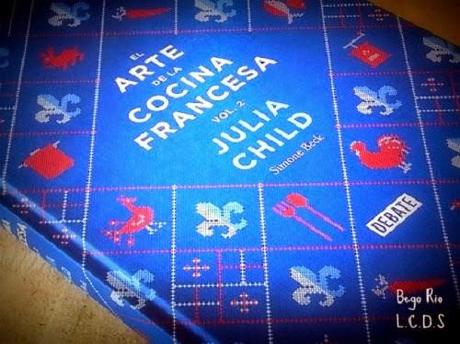 EL
ARTE
DE LA
COCINA
FRANCESA
VOL. 2
JULIA
CHILD
Simone Beck
DEBATE
Bego Rio
L.C.D.S